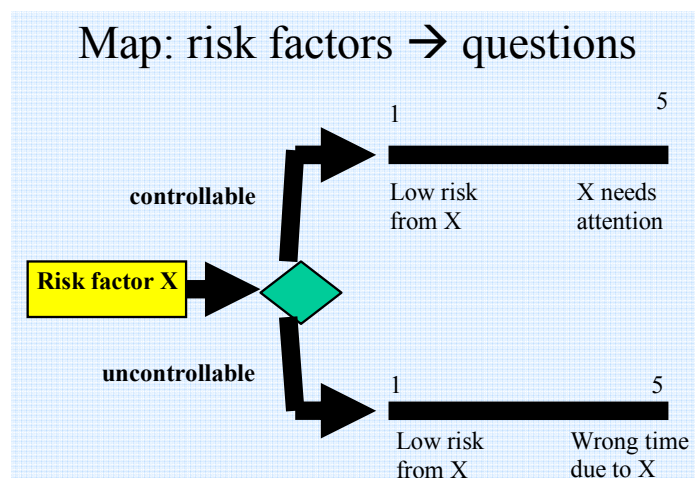 Map: risk factors → questions
1
5
controllable
Low risk
from X
X needs
attention
Risk factor X
uncontrollable
1
5
Low risk
from X
Wrong time
due to X